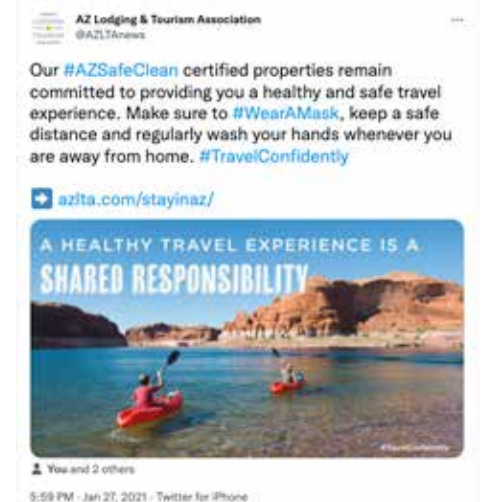 AZ Lodging & Tourism Association
@AZLTAnews
Our #AZSafeClean certified properties remain
committed to providing you a healthy and safe travel
experience. Make sure to #WearAMask, keep a safe
distance and regularly wash your hands whenever you
are away from home. #TravelConfidently
azlta.com/stayinaz/
A HEALTHY TRAVEL EXPERIENCE IS A
SHARED RESPONSIBILITY
#TravelConfidently
You and 2 others
5:59 PM · Jan 27, 2021 · Twitter for iPhone